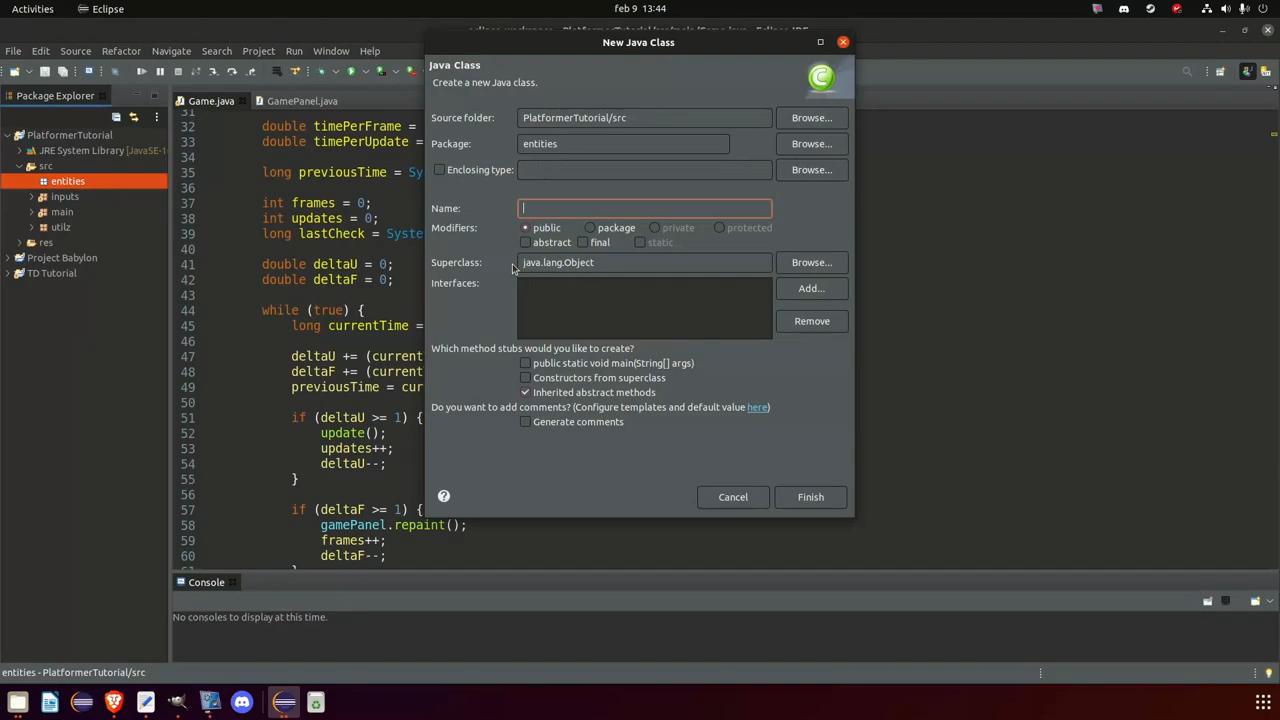 Activities
Eclipse
feb 9 13:44
File Edit Source Refactor Navigate Search Project Run Window Help
New Java Class
Java Class
Create a new Java class.
Source folder: PlatformerTutorial/src Browse...
Package: entities Browse...
Enclosing type: Browse...
Name:
Modifiers: public package private protected
abstract final static
Superclass: java.lang.Object Browse...
Interfaces: Add...
Remove
Which method stubs would you like to create?
public static void main(String[] args)
Constructors from superclass
Inherited abstract methods
Do you want to add comments? (Configure templates and default value here)
Generate comments
Cancel Finish
Package Explorer
PlatformerTutorial
JRE System Library [JavaSE-1
src
entities
inputs
main
utilz
res
Project Babylon
TD Tutorial
Game.java GamePanel.java
31
32 double timePerFrame =
33 double timePerUpdate =
34
35 long previousTime = Sy
36
37 int frames = 0;
38 int updates = 0;
39 long lastCheck = System
40
41 double deltaU = 0;
42 double deltaF = 0;
43
44 while (true) {
45 long currentTime =
46
47 deltaU += (current
48 deltaF += (current
49 previousTime = cur
50
51 if (deltaU >= 1) {
52 update();
53 updates++;
54 deltaU--;
55 }
56
57 if (deltaF >= 1) {
58 gamePanel.repaint();
59 frames++;
60 deltaF--;
61 }
Console
No consoles to display at this time.
entities - PlatformerTutorial/src